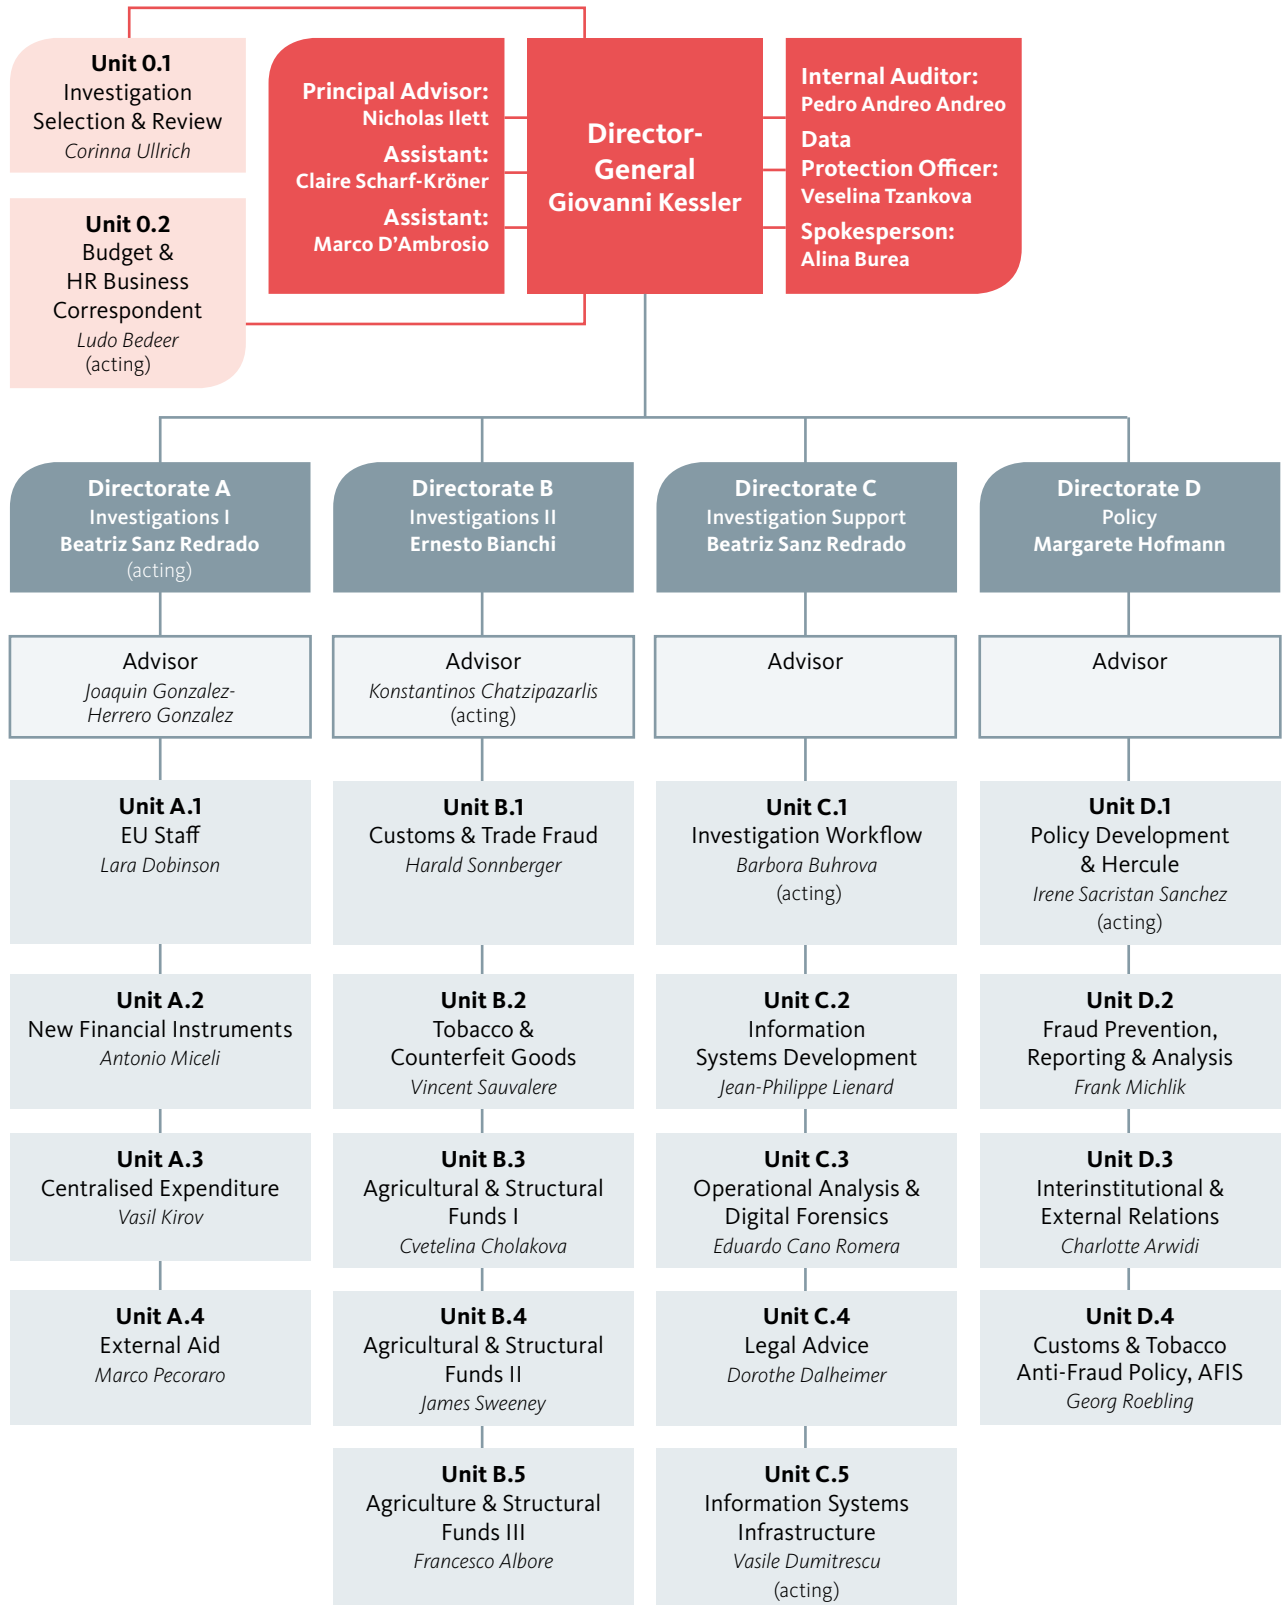 Unit 0.1
Investigation
Selection & Review
Corinna Ullrich
Unit 0.2
Budget &
HR Business
Correspondent
Ludo Bedeer
(acting)
Principal Advisor:
Nicholas Ilett
Assistant:
Claire Scharf-Kröner
Assistant:
Marco D’Ambrosio
Director-
General
Giovanni Kessler
Internal Auditor:
Pedro Andreo Andreo
Data
Protection Officer:
Veselina Tzankova
Spokesperson:
Alina Burea
Directorate A
Investigations I
Beatriz Sanz Redrado
(acting)
Advisor
Joaquin Gonzalez-
Herrero Gonzalez
Unit A.1
EU Staff
Lara Dobinson
Unit A.2
New Financial Instruments
Antonio Miceli
Unit A.3
Centralised Expenditure
Vasil Kirov
Unit A.4
External Aid
Marco Pecoraro
Directorate B
Investigations II
Ernesto Bianchi
Advisor
Konstantinos Chatzipazarlis
(acting)
Unit B.1
Customs & Trade Fraud
Harald Sonnberger
Unit B.2
Tobacco &
Counterfeit Goods
Vincent Sauvalere
Unit B.3
Agricultural & Structural
Funds I
Cvetelina Cholakova
Unit B.4
Agricultural & Structural
Funds II
James Sweeney
Unit B.5
Agriculture & Structural
Funds III
Francesco Albore
Directorate C
Investigation Support
Beatriz Sanz Redrado
Advisor
Unit C.1
Investigation Workflow
Barbora Buhrova
(acting)
Unit C.2
Information
Systems Development
Jean-Philippe Lienard
Unit C.3
Operational Analysis &
Digital Forensics
Eduardo Cano Romera
Unit C.4
Legal Advice
Dorothe Dalheimer
Unit C.5
Information Systems
Infrastructure
Vasile Dumitrescu
(acting)
Directorate D
Policy
Margarete Hofmann
Advisor
Unit D.1
Policy Development
& Hercule
Irene Sacristan Sanchez
(acting)
Unit D.2
Fraud Prevention,
Reporting & Analysis
Frank Michlik
Unit D.3
Interinstitutional &
External Relations
Charlotte Arwidi
Unit D.4
Customs & Tobacco
Anti-Fraud Policy, AFIS
Georg Roebling